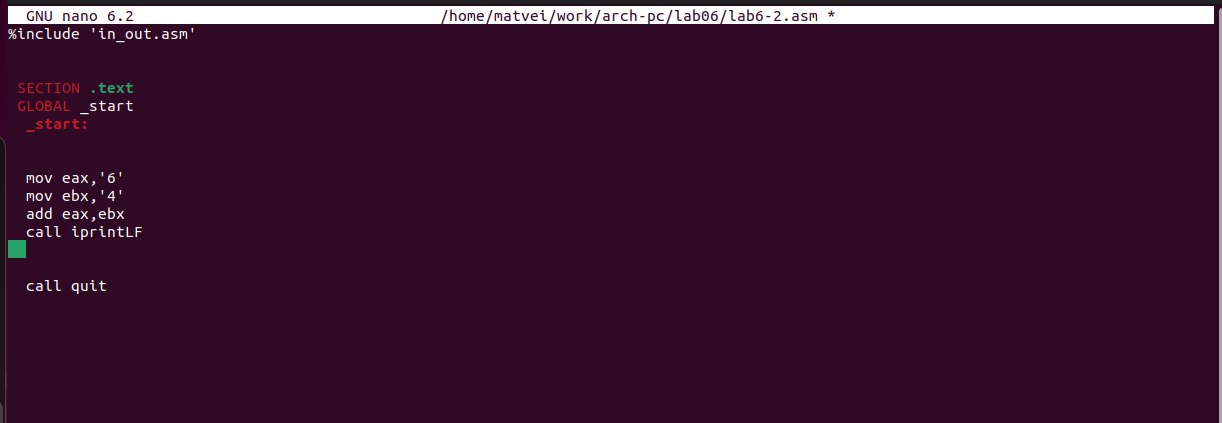 GNU nano 6.2 /home/matvei/work/arch-pc/lab06/lab6-2.asm *
%include 'in_out.asm'
SECTION .text
GLOBAL _start
_start:
mov eax,'6'
mov ebx,'4'
add eax,ebx
call iprintLF
call quit